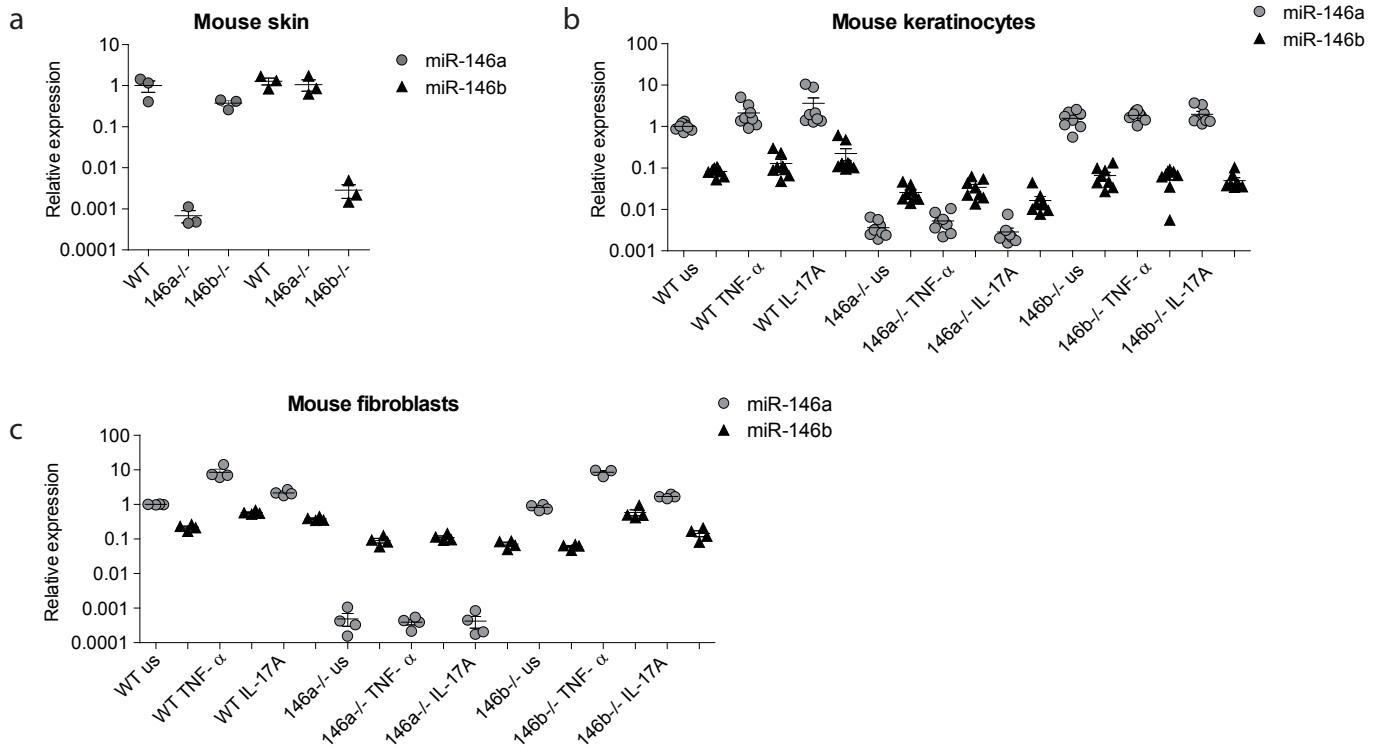 a
Mouse skin
Relative expression
10
1
0.1
0.01
0.001
0.0001
WT
146a-/-
146b-/-
WT
146a-/-
146b-/-
miR-146a
miR-146b
b
Mouse keratinocytes
Relative expression
100
10
1
0.1
0.01
0.001
WT us
WT TNF- α
WT IL-17A
146a-/- us
146a-/- TNF- α
146a-/- IL-17A
146b-/- us
146b-/- TNF- α
146b-/- IL-17A
miR-146a
miR-146b
c
Mouse fibroblasts
Relative expression
100
10
1
0.1
0.01
0.001
0.0001
WT us
WT TNF- α
WT IL-17A
146a-/- us
146a-/- TNF- α
146a-/- IL-17A
146b-/- us
146b-/- TNF- α
146b-/- IL-17A
miR-146a
miR-146b